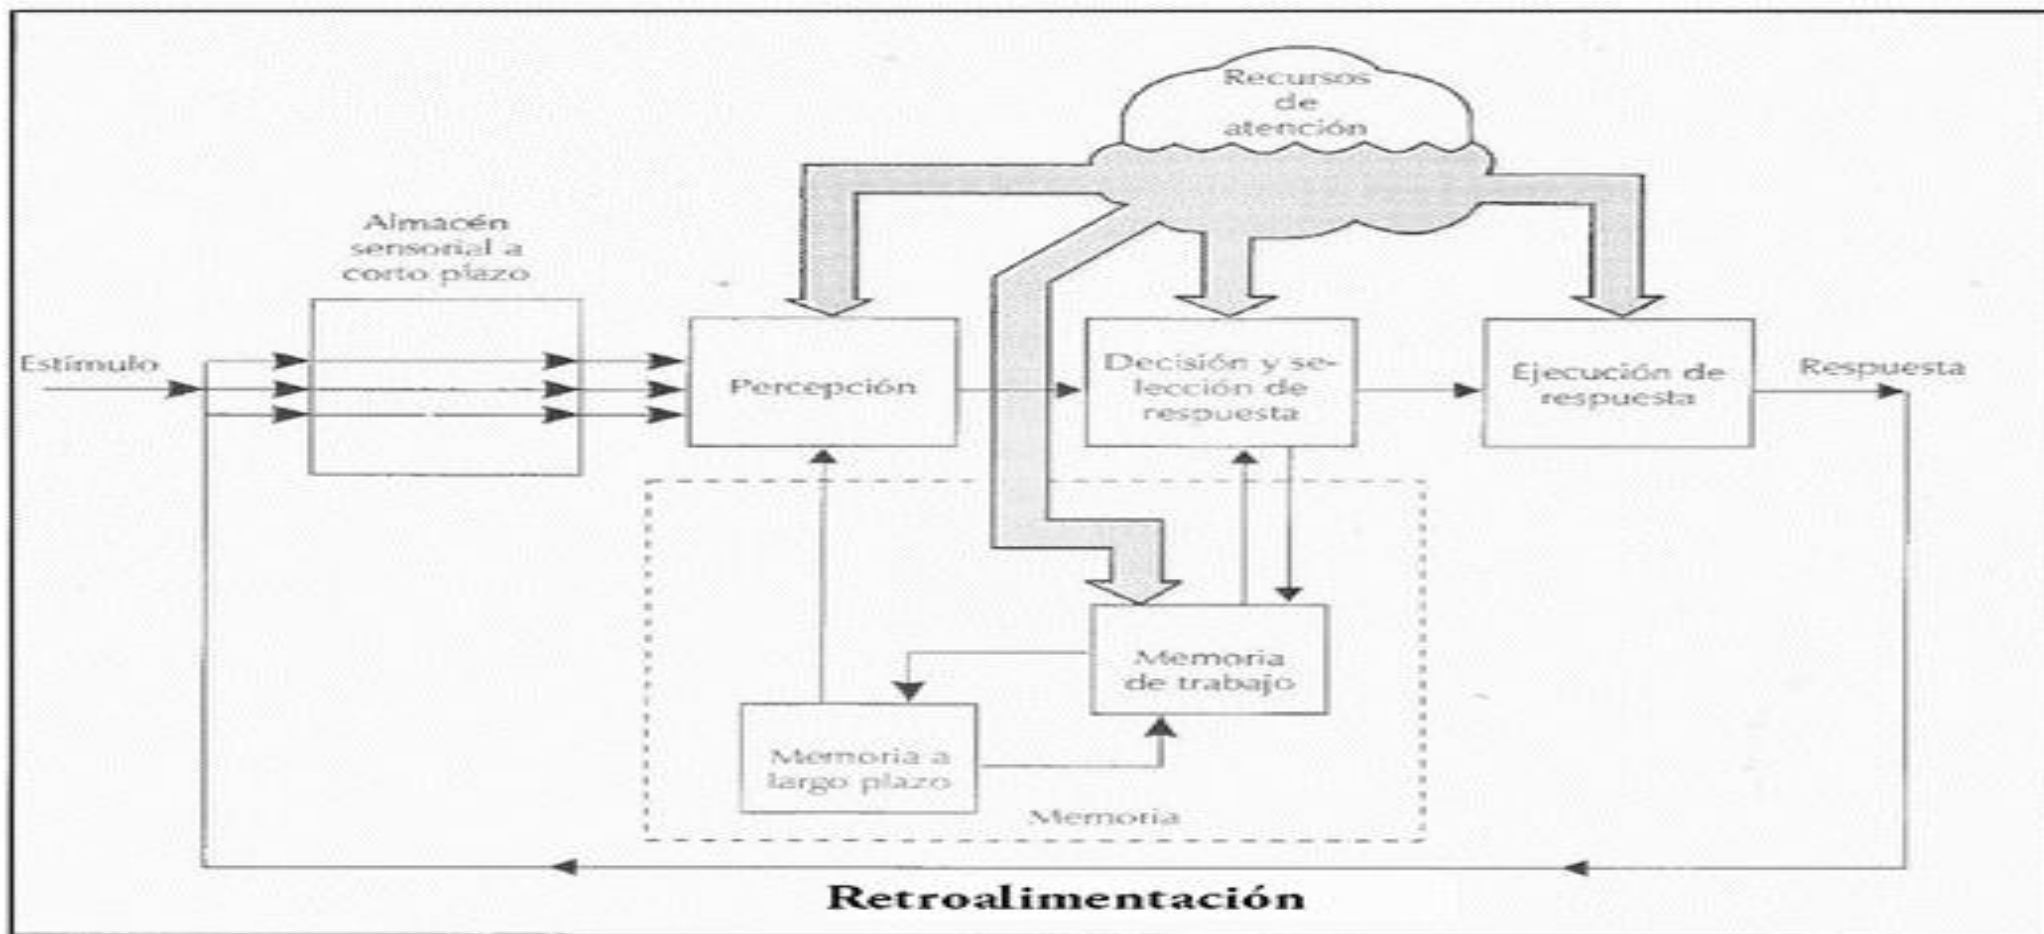 Recursos
de
atención
Almacén
sensorial a
corto plazo
Estímulo
Percepción
Decisión y se-
lección de
respuesta
Ejecución de
respuesta
Respuesta
Memoria
de trabajo
Memoria a
largo plazo
Memoria
Retroalimentación